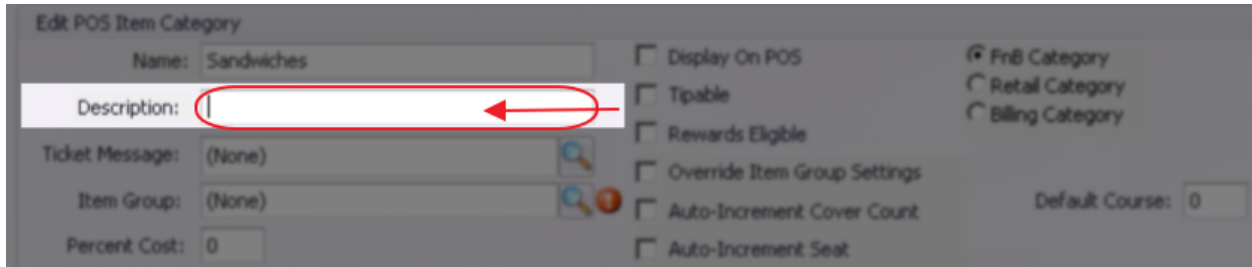 Edit POS Item Category
Name: Sandwiches
Display On POS
FnB Category
Description:
Tipable
Retail Category
Billing Category
Rewards Eligible
Ticket Message: (None)
Override Item Group Settings
Item Group: (None)
Auto-Increment Cover Count
Default Course: 0
Percent Cost: 0
Auto-Increment Seat